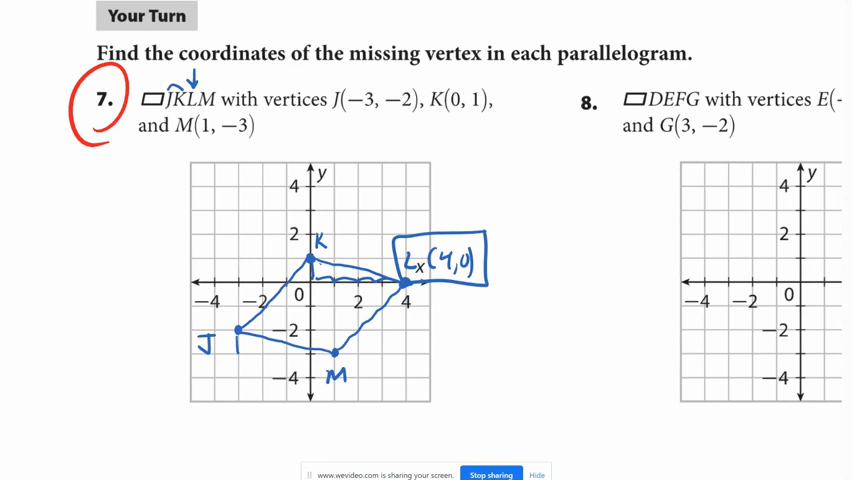 Your Turn
Find the coordinates of the missing vertex in each parallelogram.
7. ▱JKLM with vertices J(−3, −2), K(0, 1),
and M(1, −3)
8. ▱DEFG with vertices E(-
and G(3, −2)
y
4
2
K
L (4,0)
x
−4 −2 0 2 4
J
−2
−4
M
y
4
2
−4 −2 0
−2
−4
www.wevideo.com is sharing your screen. Stop sharing Hide